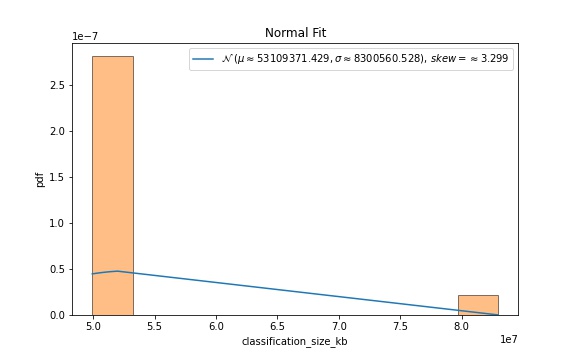 Normal Fit
1e−7
𝒩(μ ≈ 53109371.429, σ ≈ 8300560.528), skew = ≈ 3.299
2.5
2.0
1.5
1.0
0.5
0.0
pdf
5.0 5.5 6.0 6.5 7.0 7.5 8.0
1e7
classification_size_kb